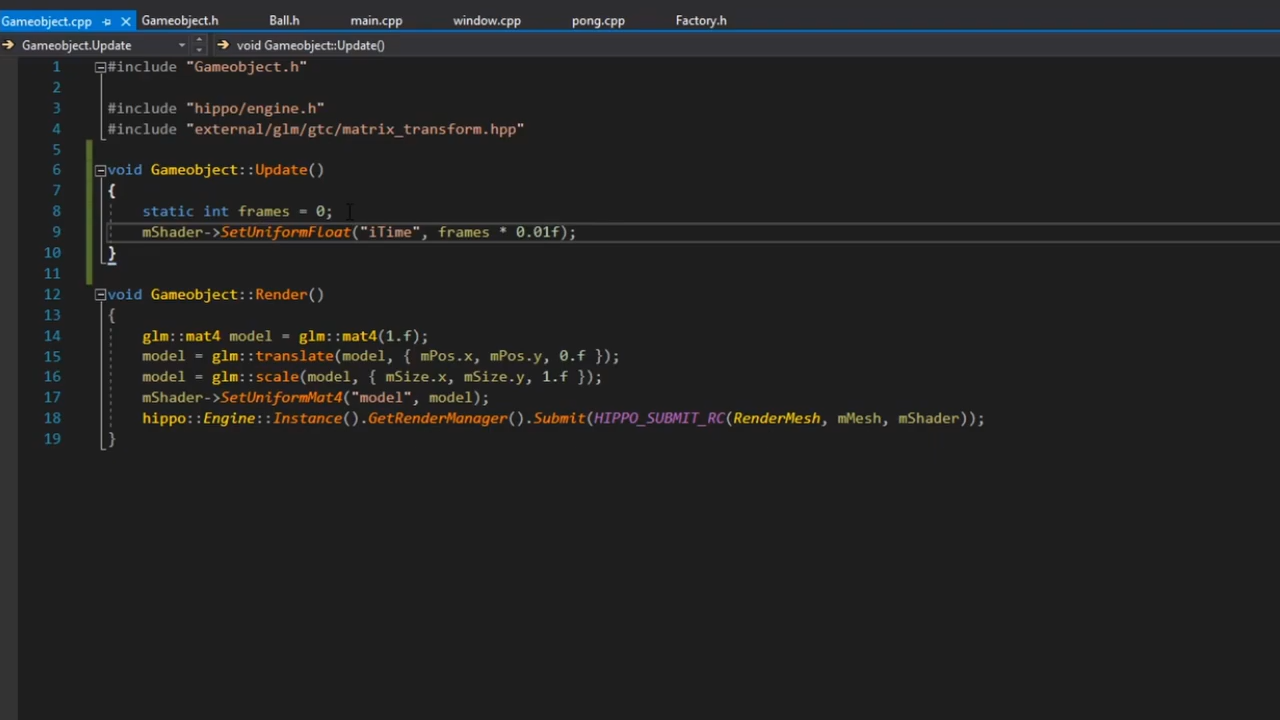 Gameobject.cpp Gameobject.h Ball.h main.cpp window.cpp pong.cpp Factory.h
Gameobject.Update void Gameobject::Update()
1 #include "Gameobject.h"
2
3 #include "hippo/engine.h"
4 #include "external/glm/gtc/matrix_transform.hpp"
5
6 void Gameobject::Update()
7 {
8 static int frames = 0;
9 mShader->SetUniformFloat("iTime", frames * 0.01f);
10 }
11
12 void Gameobject::Render()
13 {
14 glm::mat4 model = glm::mat4(1.f);
15 model = glm::translate(model, { mPos.x, mPos.y, 0.f });
16 model = glm::scale(model, { mSize.x, mSize.y, 1.f });
17 mShader->SetUniformMat4("model", model);
18 hippo::Engine::Instance().GetRenderManager().Submit(HIPPO_SUBMIT_RC(RenderMesh, mMesh, mShader));
19 }